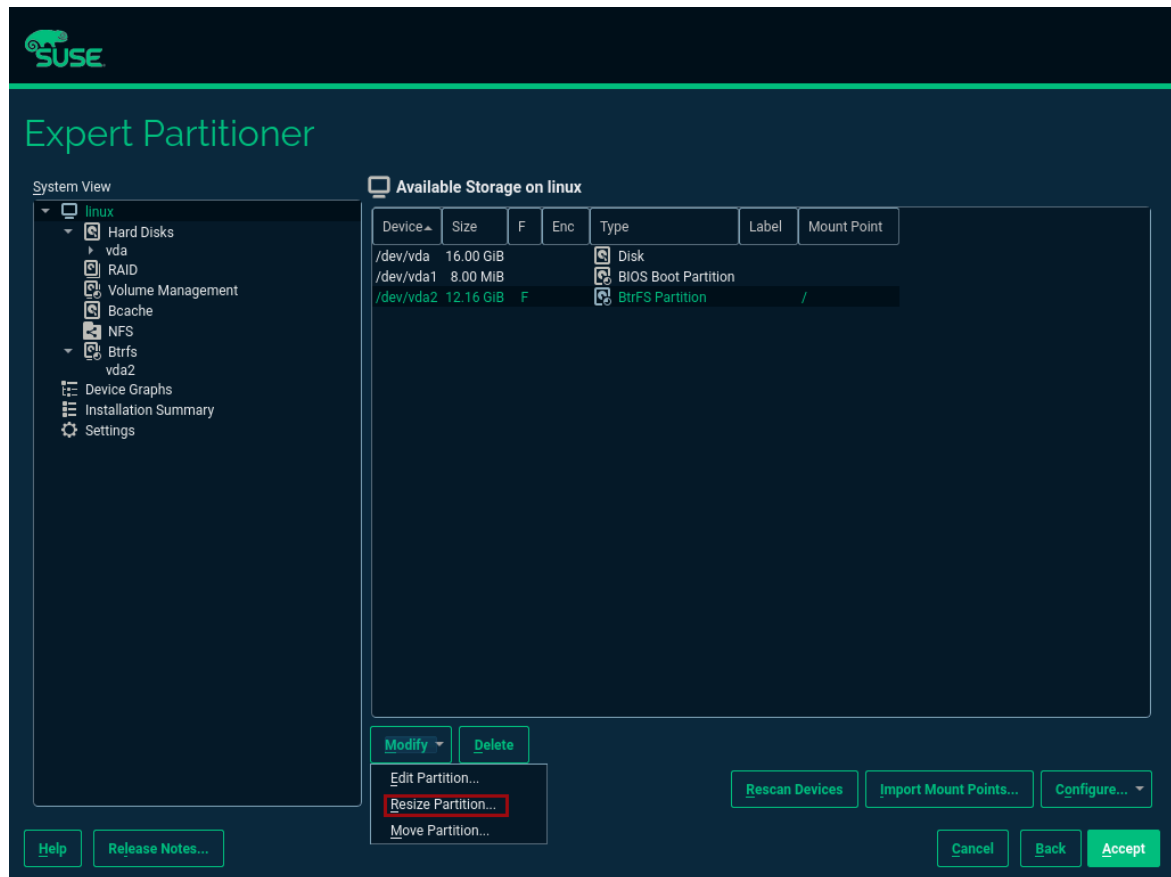 SUSE
Expert Partitioner
System View
linux
Hard Disks
vda
RAID
Volume Management
Bcache
NFS
Btrfs
vda2
Device Graphs
Installation Summary
Settings
Available Storage on linux
Device Size F Enc Type Label Mount Point
/dev/vda 16.00 GiB Disk
/dev/vda1 8.00 MiB BIOS Boot Partition
/dev/vda2 12.16 GiB F BtrFS Partition /
Modify Delete
Edit Partition...
Resize Partition...
Move Partition...
Rescan Devices Import Mount Points... Configure...
Help Release Notes... Cancel Back Accept